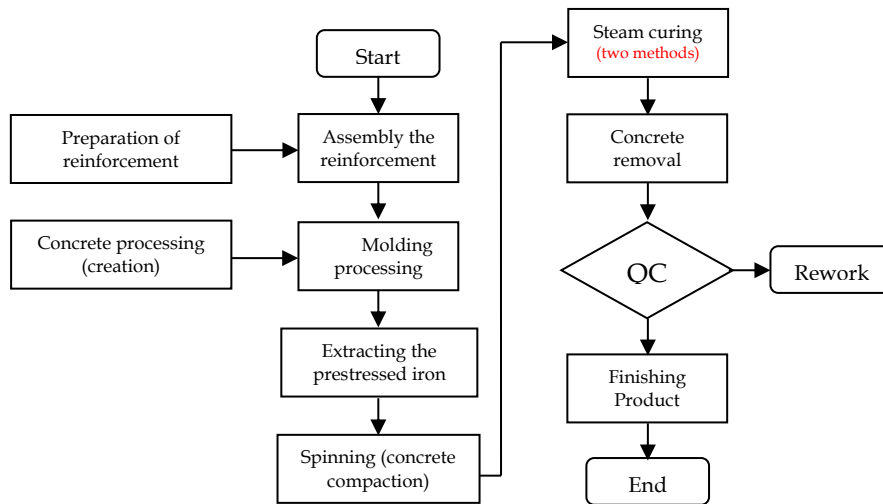 Start
Preparation of
reinforcement
Assembly the
reinforcement
Concrete processing
(creation)
Molding
processing
Extracting the
prestressed iron
Spinning (concrete
compaction)
Steam curing
(two methods)
Concrete
removal
QC
Rework
Finishing
Product
End